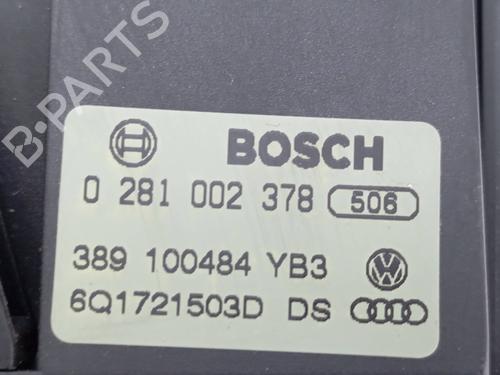 B-PARTS
BOSCH
0 281 002 378 506
389 100484 YB3
6Q1721503D DS